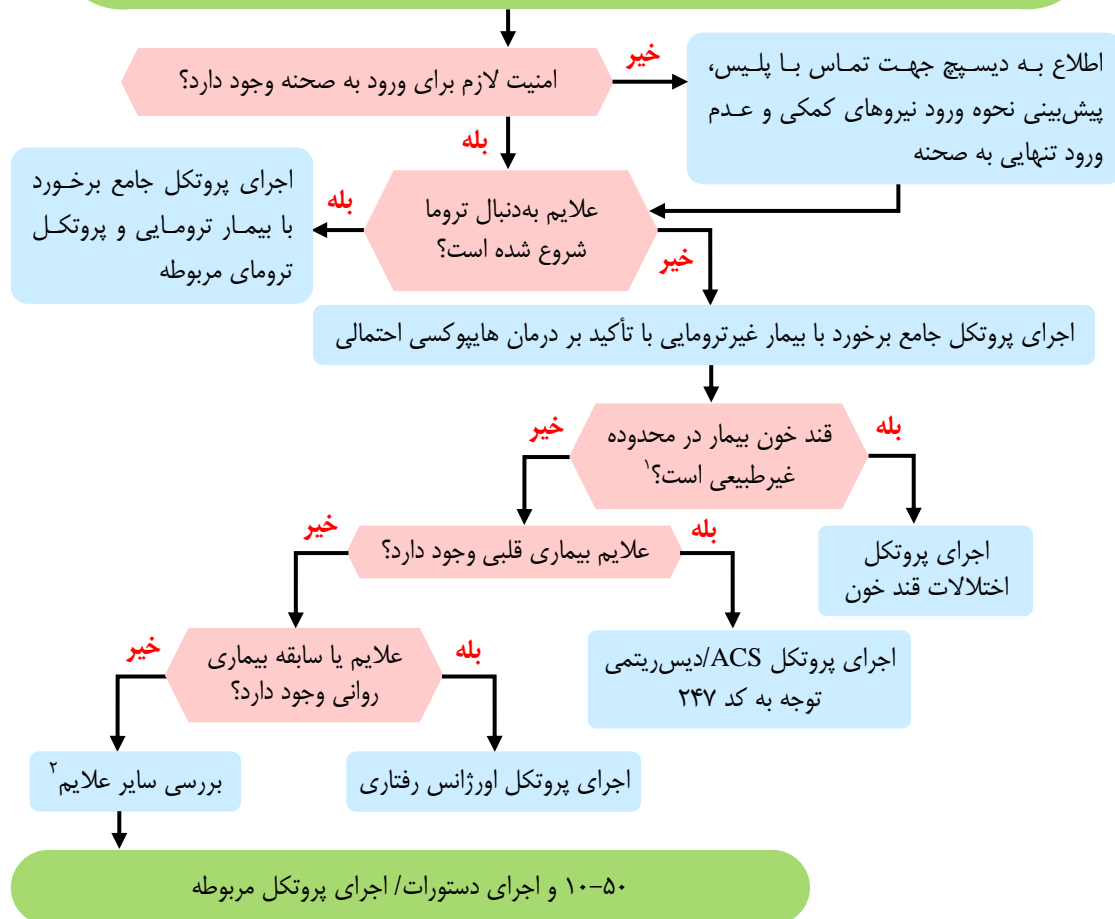 امنیت لازم برای ورود به صحنه وجود دارد؟
خیر
اطلاع به دیسپچ جهت تماس با پلیس،
پیش‌بینی نحوه ورود نیروهای کمکی و عدم
ورود تنهایی به صحنه
بله
علایم به‌دنبال تروما
شروع شده است؟
بله
اجرای پروتکل جامع برخورد
با بیمار ترومایی و پروتکل
ترومای مربوطه
خیر
اجرای پروتکل جامع برخورد با بیمار غیرترومایی با تأکید بر درمان هایپوکسی احتمالی
قند خون بیمار در محدوده
غیرطبیعی است؟۱
بله
خیر
اجرای پروتکل
اختلالات قند خون
علایم بیماری قلبی وجود دارد؟
بله
خیر
اجرای پروتکل ACS/دیس‌ریتمی
توجه به کد ۲۴۷
علایم یا سابقه بیماری
روانی وجود دارد؟
بله
خیر
اجرای پروتکل اورژانس رفتاری
بررسی سایر علایم۲
۱۰-۵۰ و اجرای دستورات/ اجرای پروتکل مربوطه